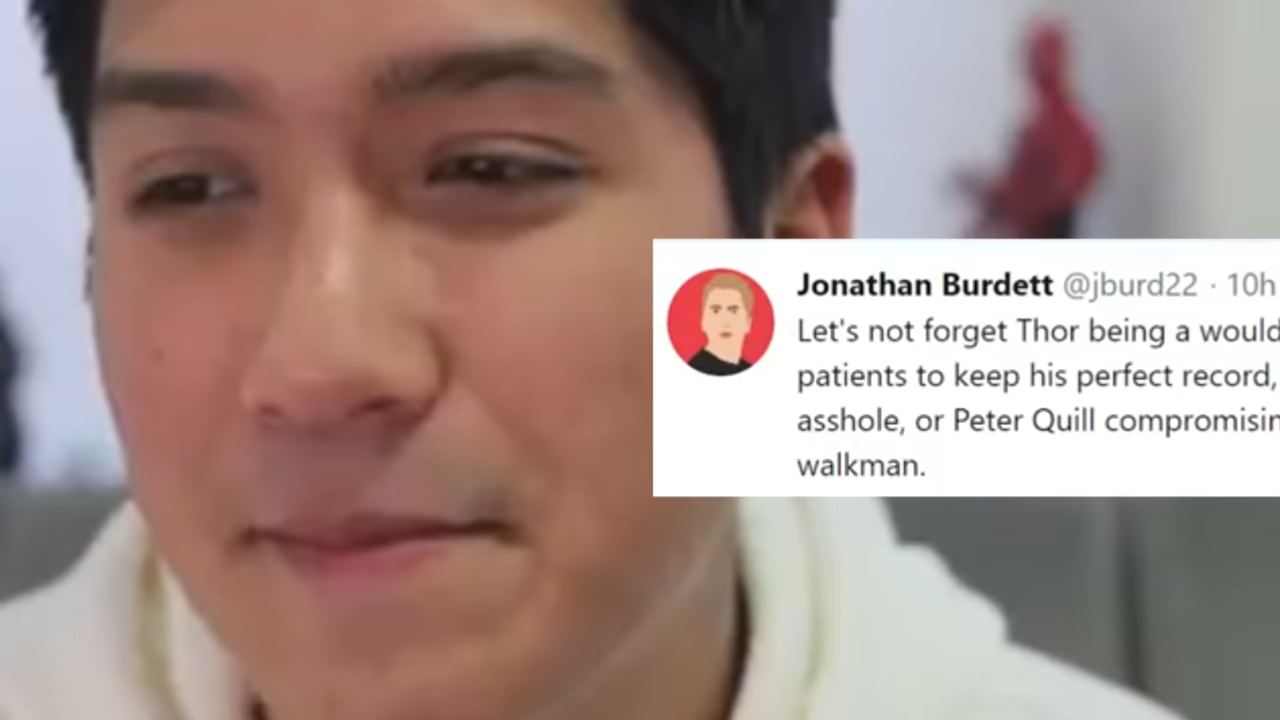 Jonathan Burdett @jburd22 · 10h
Let's not forget Thor being a would
patients to keep his perfect record,
asshole, or Peter Quill compromisin
walkman.